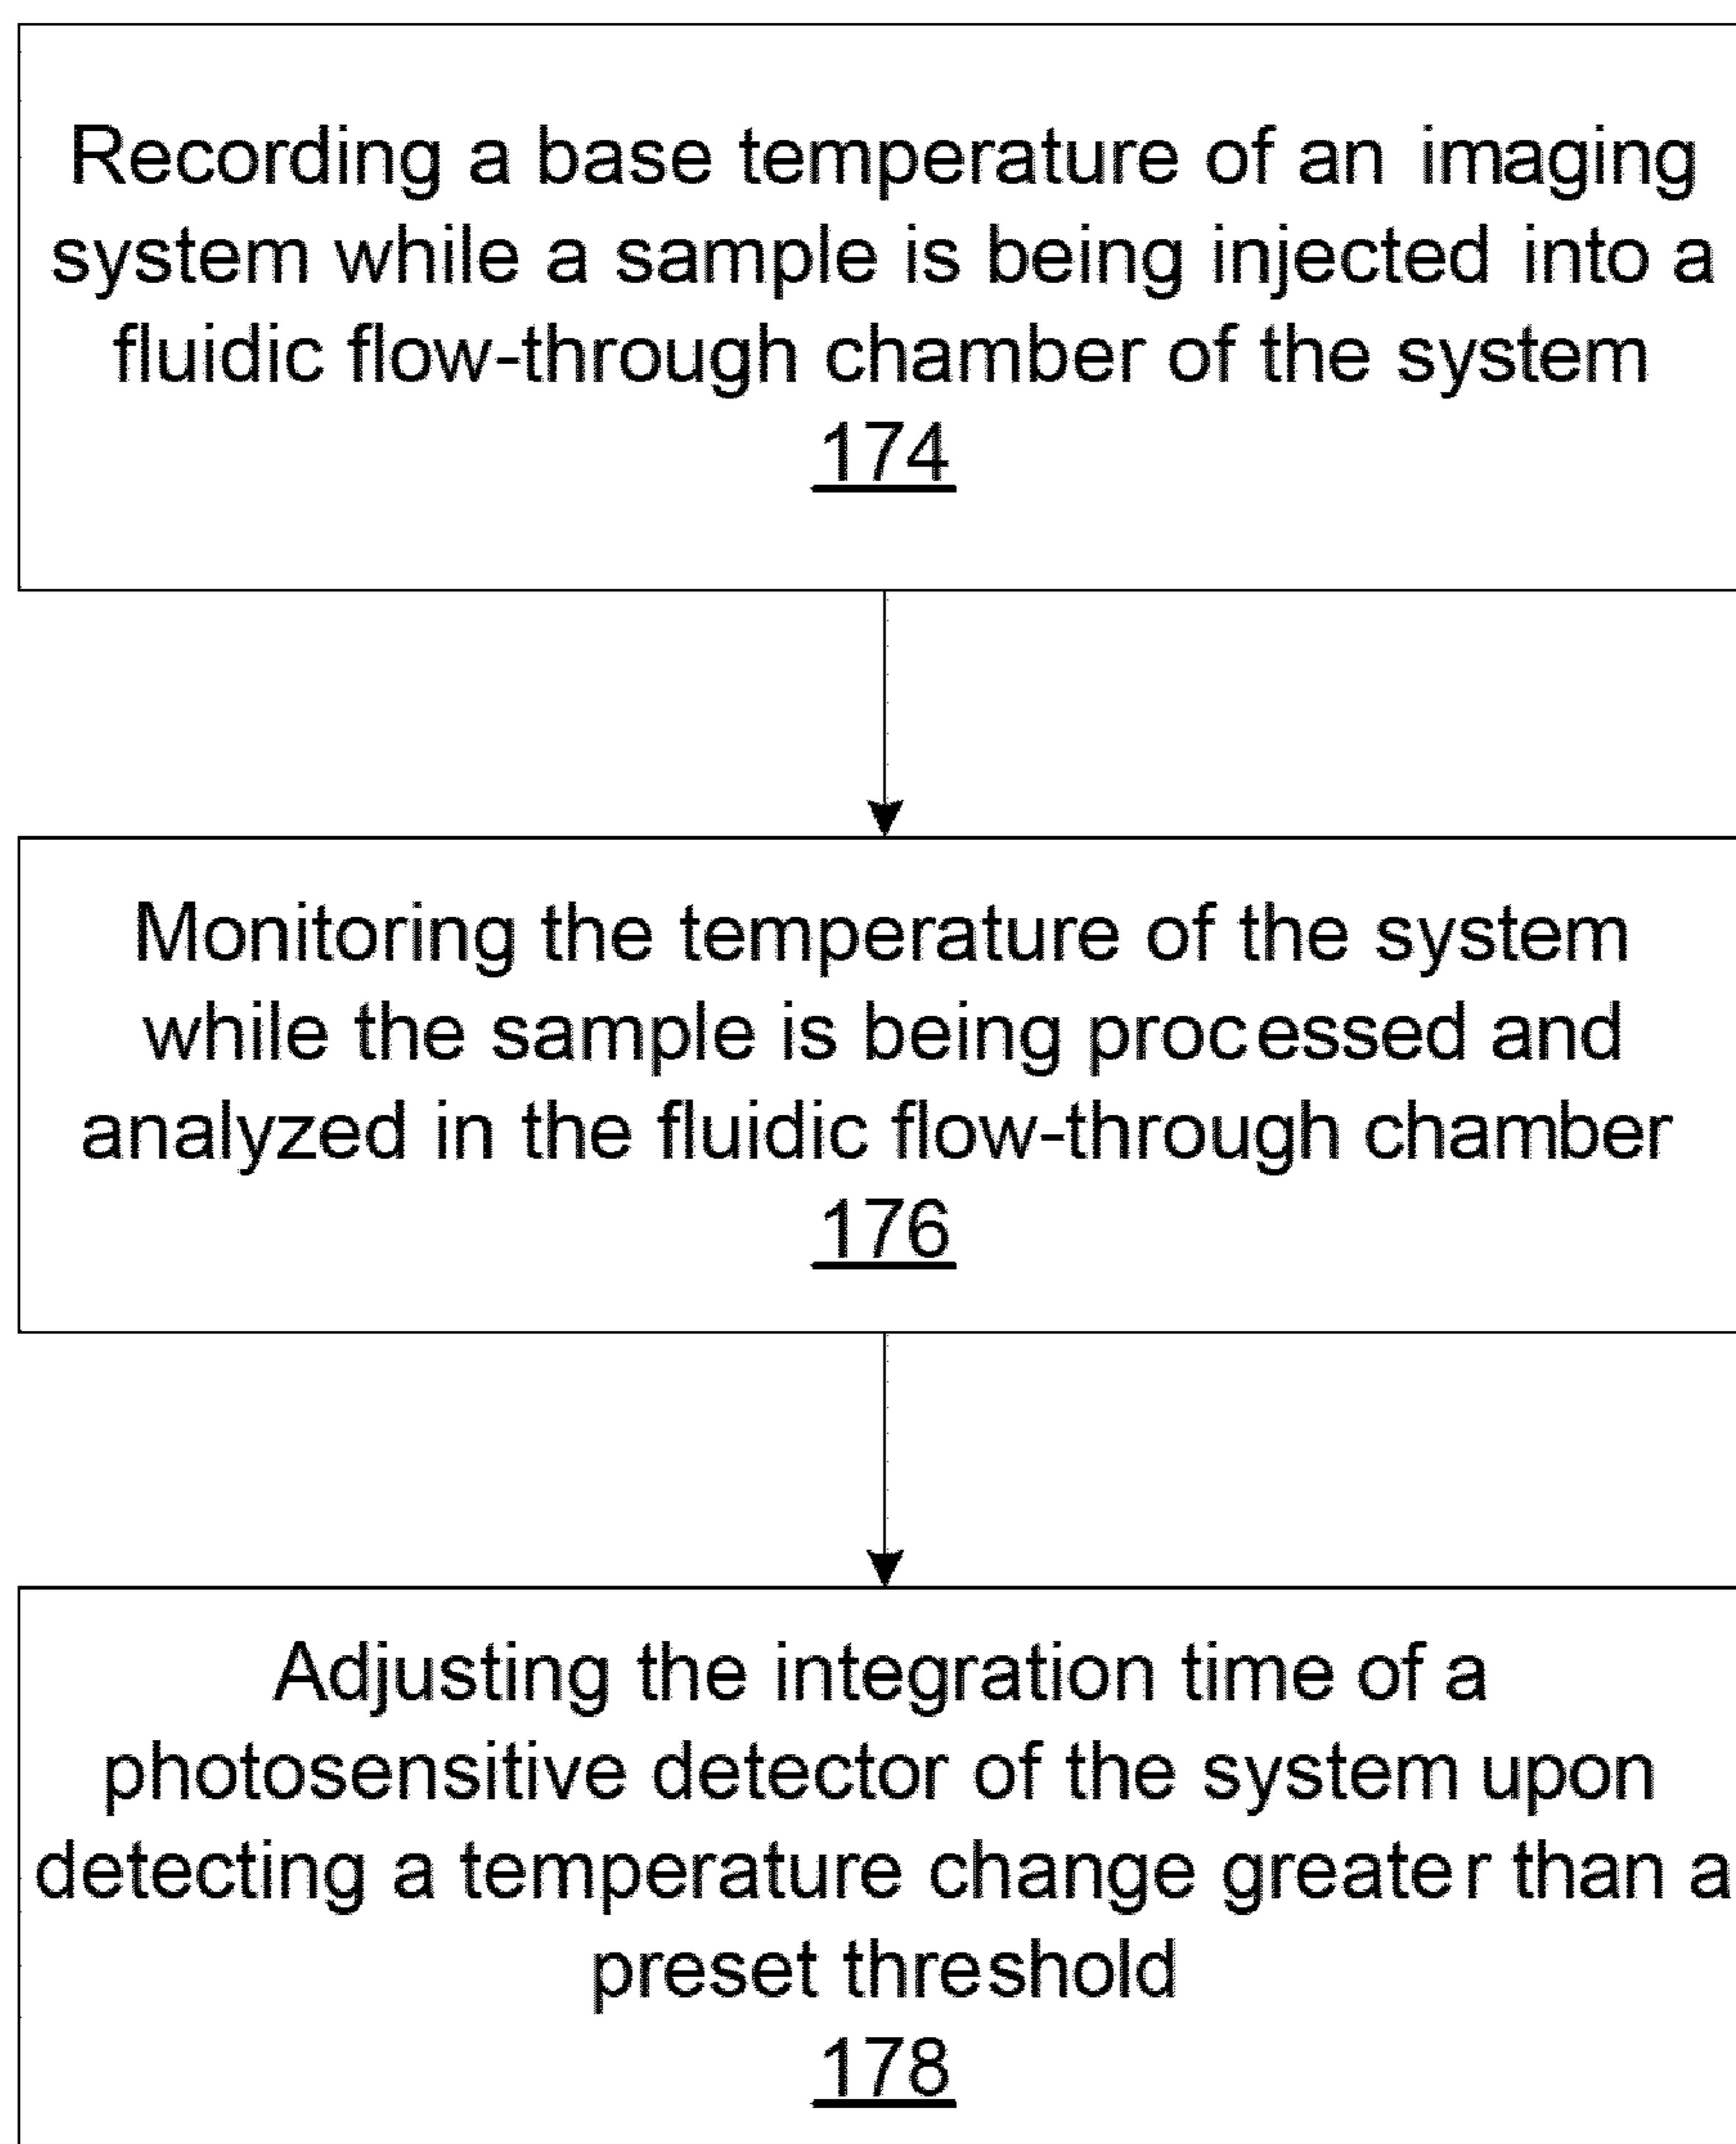 Recording a base temperature of an imaging
system while a sample is being injected into a
fluidic flow-through chamber of the system
174
Monitoring the temperature of the system
while the sample is being processed and
analyzed in the fluidic flow-through chamber
176
Adjusting the integration time of a
photosensitive detector of the system upon
detecting a temperature change greater than a
preset threshold
178